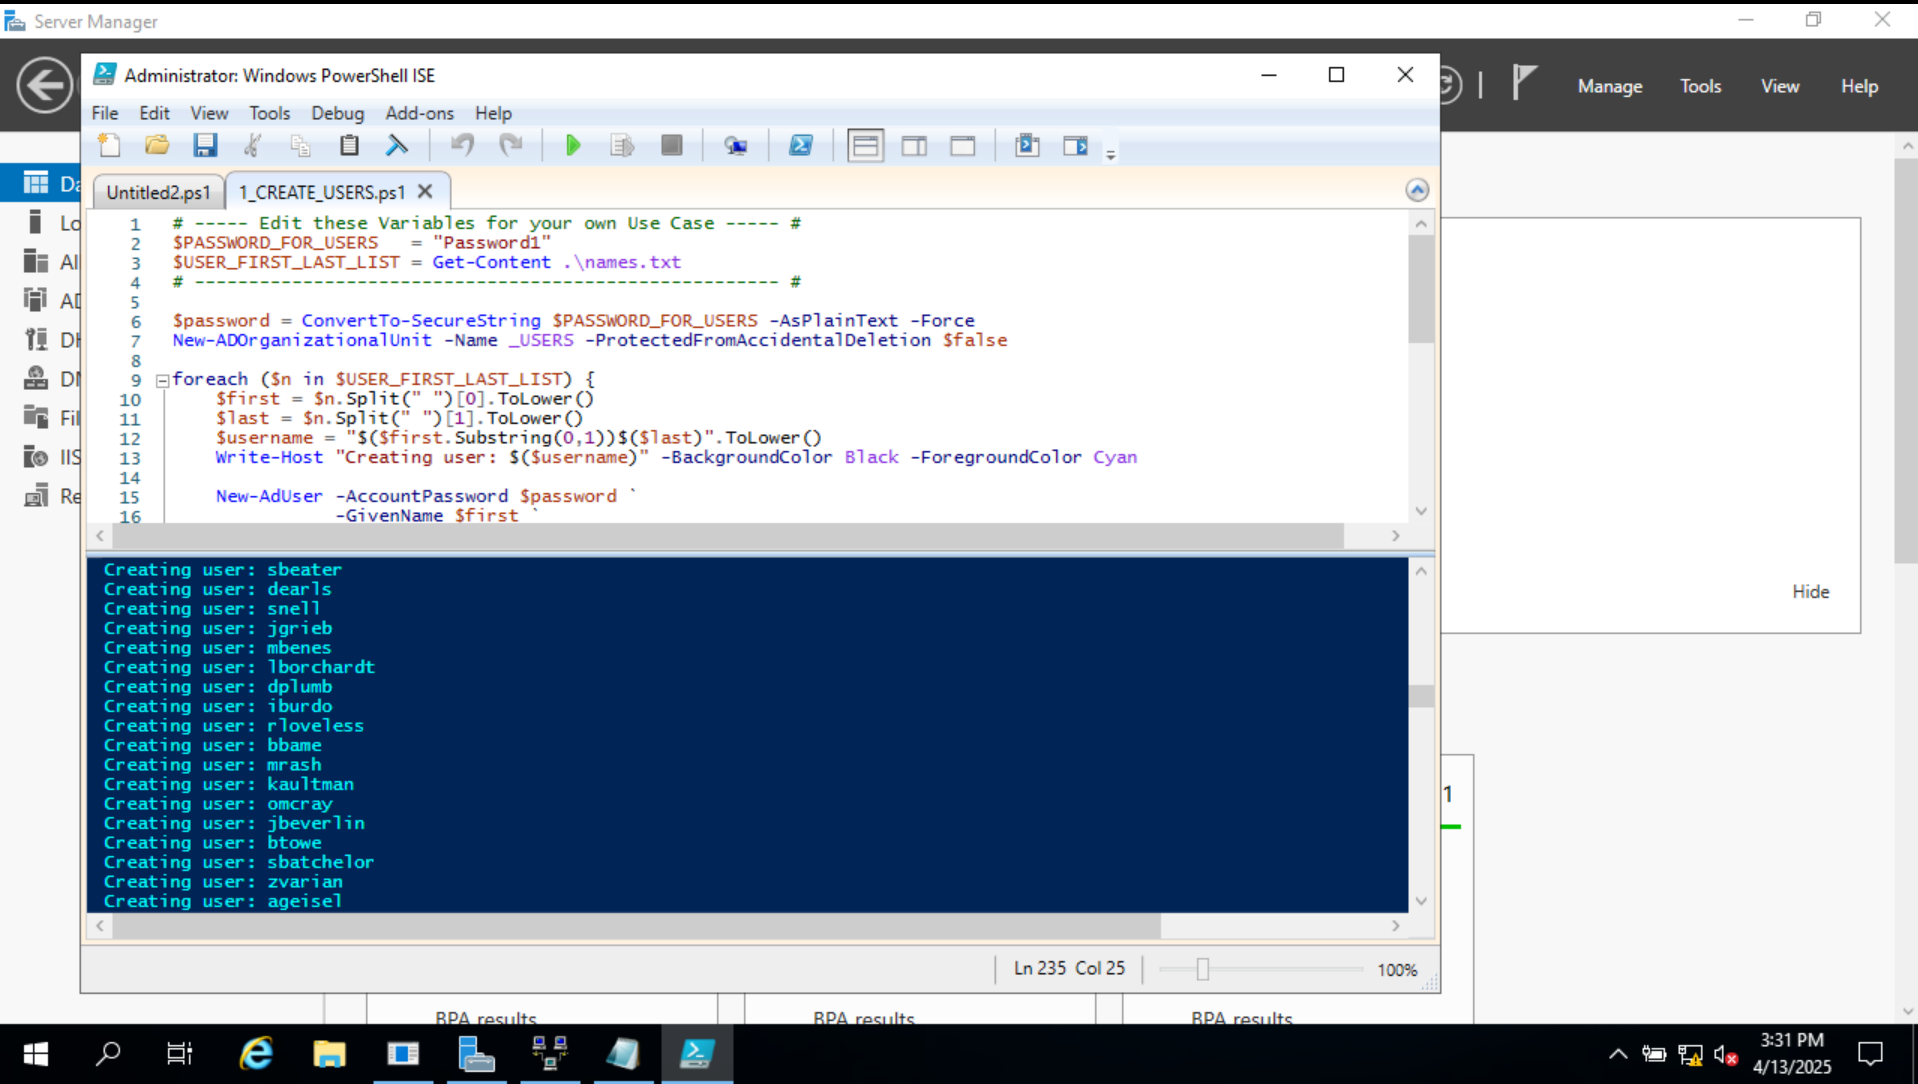 Server Manager
Manage Tools View Help
Administrator: Windows PowerShell ISE
File Edit View Tools Debug Add-ons Help
Untitled2.ps1 1_CREATE_USERS.ps1
1 # ----- Edit these Variables for your own Use Case ----- #
2 $PASSWORD_FOR_USERS   = "Password1"
3 $USER_FIRST_LAST_LIST = Get-Content .\names.txt
4 # ------------------------------------------------------ #
5
6 $password = ConvertTo-SecureString $PASSWORD_FOR_USERS -AsPlainText -Force
7 New-ADOrganizationalUnit -Name _USERS -ProtectedFromAccidentalDeletion $false
8
9 foreach ($n in $USER_FIRST_LAST_LIST) {
10     $first = $n.Split(" ")[0].ToLower()
11     $last = $n.Split(" ")[1].ToLower()
12     $username = "$($first.Substring(0,1))$($last)".ToLower()
13     Write-Host "Creating user: $($username)" -BackgroundColor Black -ForegroundColor Cyan
14
15     New-AdUser -AccountPassword $password `
16                -GivenName $first `
Da
Lo
Al
AD
DH
DN
Fil
IIS
Re
Creating user: sbeater
Creating user: dearls
Creating user: snell
Creating user: jgrieb
Creating user: mbenes
Creating user: lborchardt
Creating user: dplumb
Creating user: iburdo
Creating user: rloveless
Creating user: bbame
Creating user: mrash
Creating user: kaultman
Creating user: omcray
Creating user: jbeverlin
Creating user: btowe
Creating user: sbatchelor
Creating user: zvarian
Creating user: ageisel
Hide
1
Ln 235 Col 25 100%
BPA results BPA results BPA results
3:31 PM
4/13/2025